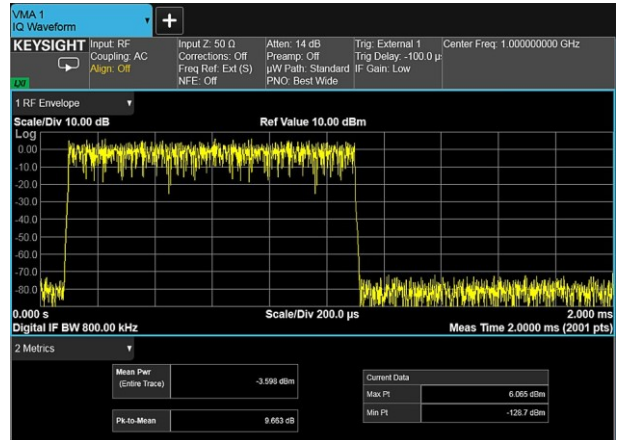 VMA 1
IQ Waveform
+
KEYSIGHT Input: RF Input Z: 50 Ω Atten: 14 dB Trig: External 1 Center Freq: 1.000000000 GHz
Coupling: AC Corrections: Off Preamp: Off Trig Delay: -100.0 µ
Align: Off Freq Ref: Ext (S) µW Path: Standard IF Gain: Low
LXI NFE: Off PNO: Best Wide
1 RF Envelope
Scale/Div 10.00 dB Ref Value 10.00 dBm
Log
0.00
-10.0
-20.0
-30.0
-40.0
-50.0
-60.0
-70.0
-80.0
0.000 s Scale/Div 200.0 µs 2.000 ms
Digital IF BW 800.00 kHz Meas Time 2.0000 ms (2001 pts)
2 Metrics
Mean Pwr
(Entire Trace) -3.598 dBm
Pk-to-Mean 9.663 dB
Current Data
Max Pt 6.065 dBm
Min Pt -128.7 dBm